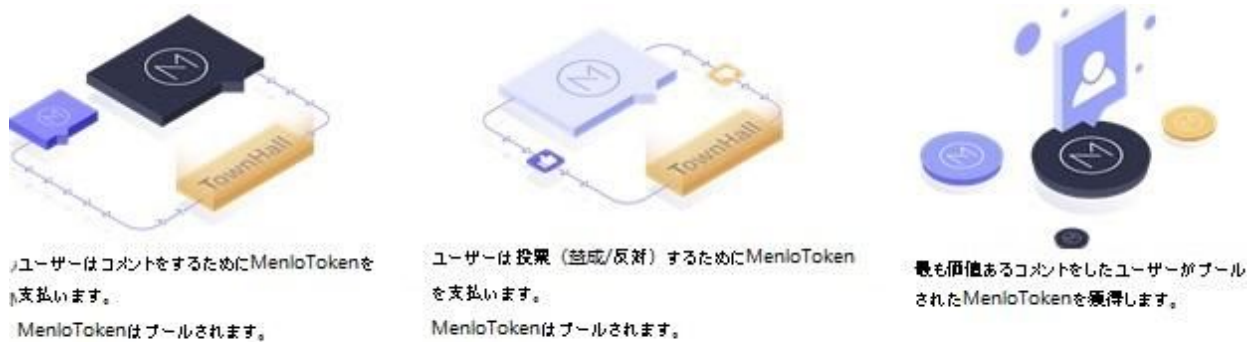 TownHall
ユーザーはコメントをするためにMenloTokenを
支払います。
MenloTokenはプールされます。
TownHall
ユーザーは投票（賛成/反対）するためにMenloToken
を支払います。
MenloTokenはプールされます。
最も価値あるコメントをしたユーザーがプール
されたMenloTokenを獲得します。